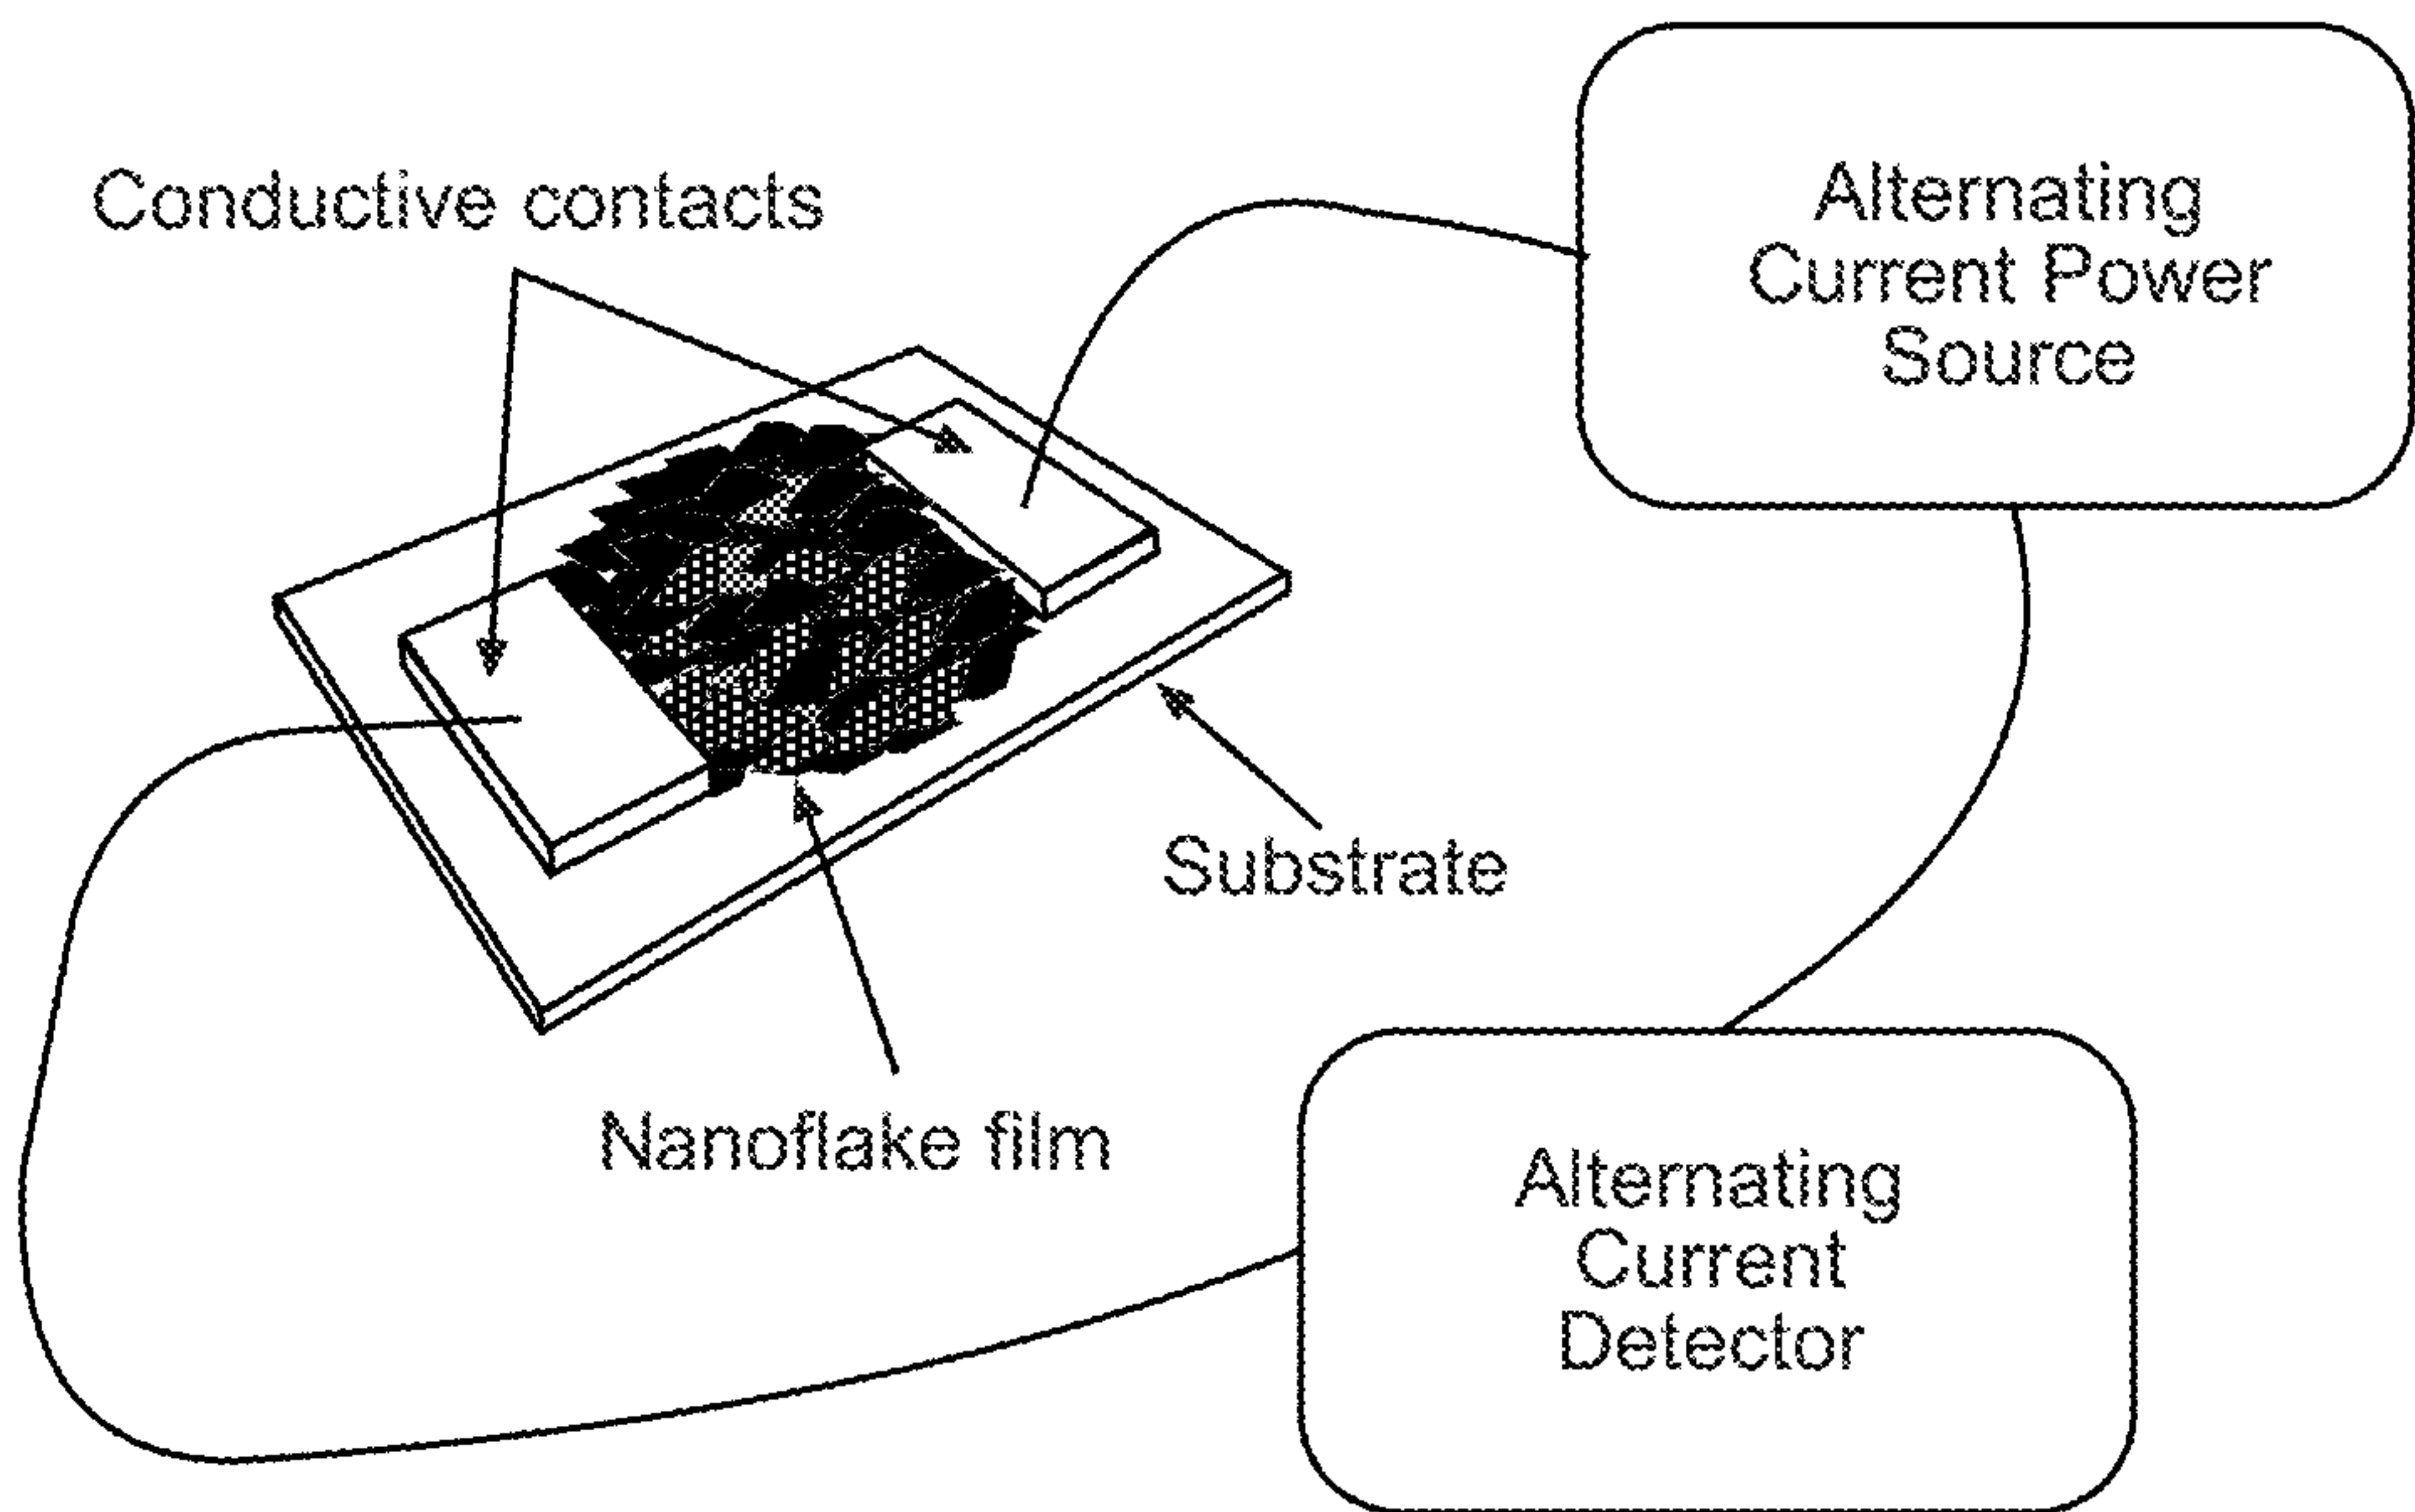 Conductive contacts
Alternating
Current Power
Source
Substrate
Nanoflake film
Alternating
Current
Detector